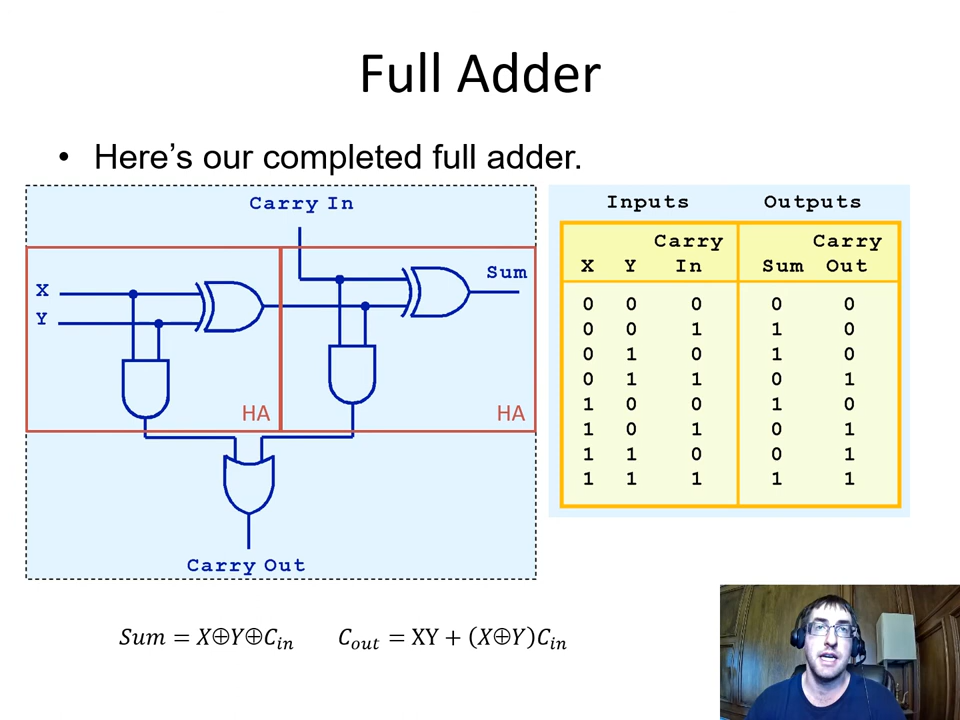 Full Adder
• Here’s our completed full adder.
Carry In
X
Y
Sum
HA
HA
Carry Out
Inputs Outputs
Carry Carry
X Y In Sum Out
0 0 0 0 0
0 0 1 1 0
0 1 0 1 0
0 1 1 0 1
1 0 0 1 0
1 0 1 0 1
1 1 0 0 1
1 1 1 1 1
Sum = X⊕Y⊕Cᵢₙ Cₒᵤₜ = XY + (X⊕Y)Cᵢₙ